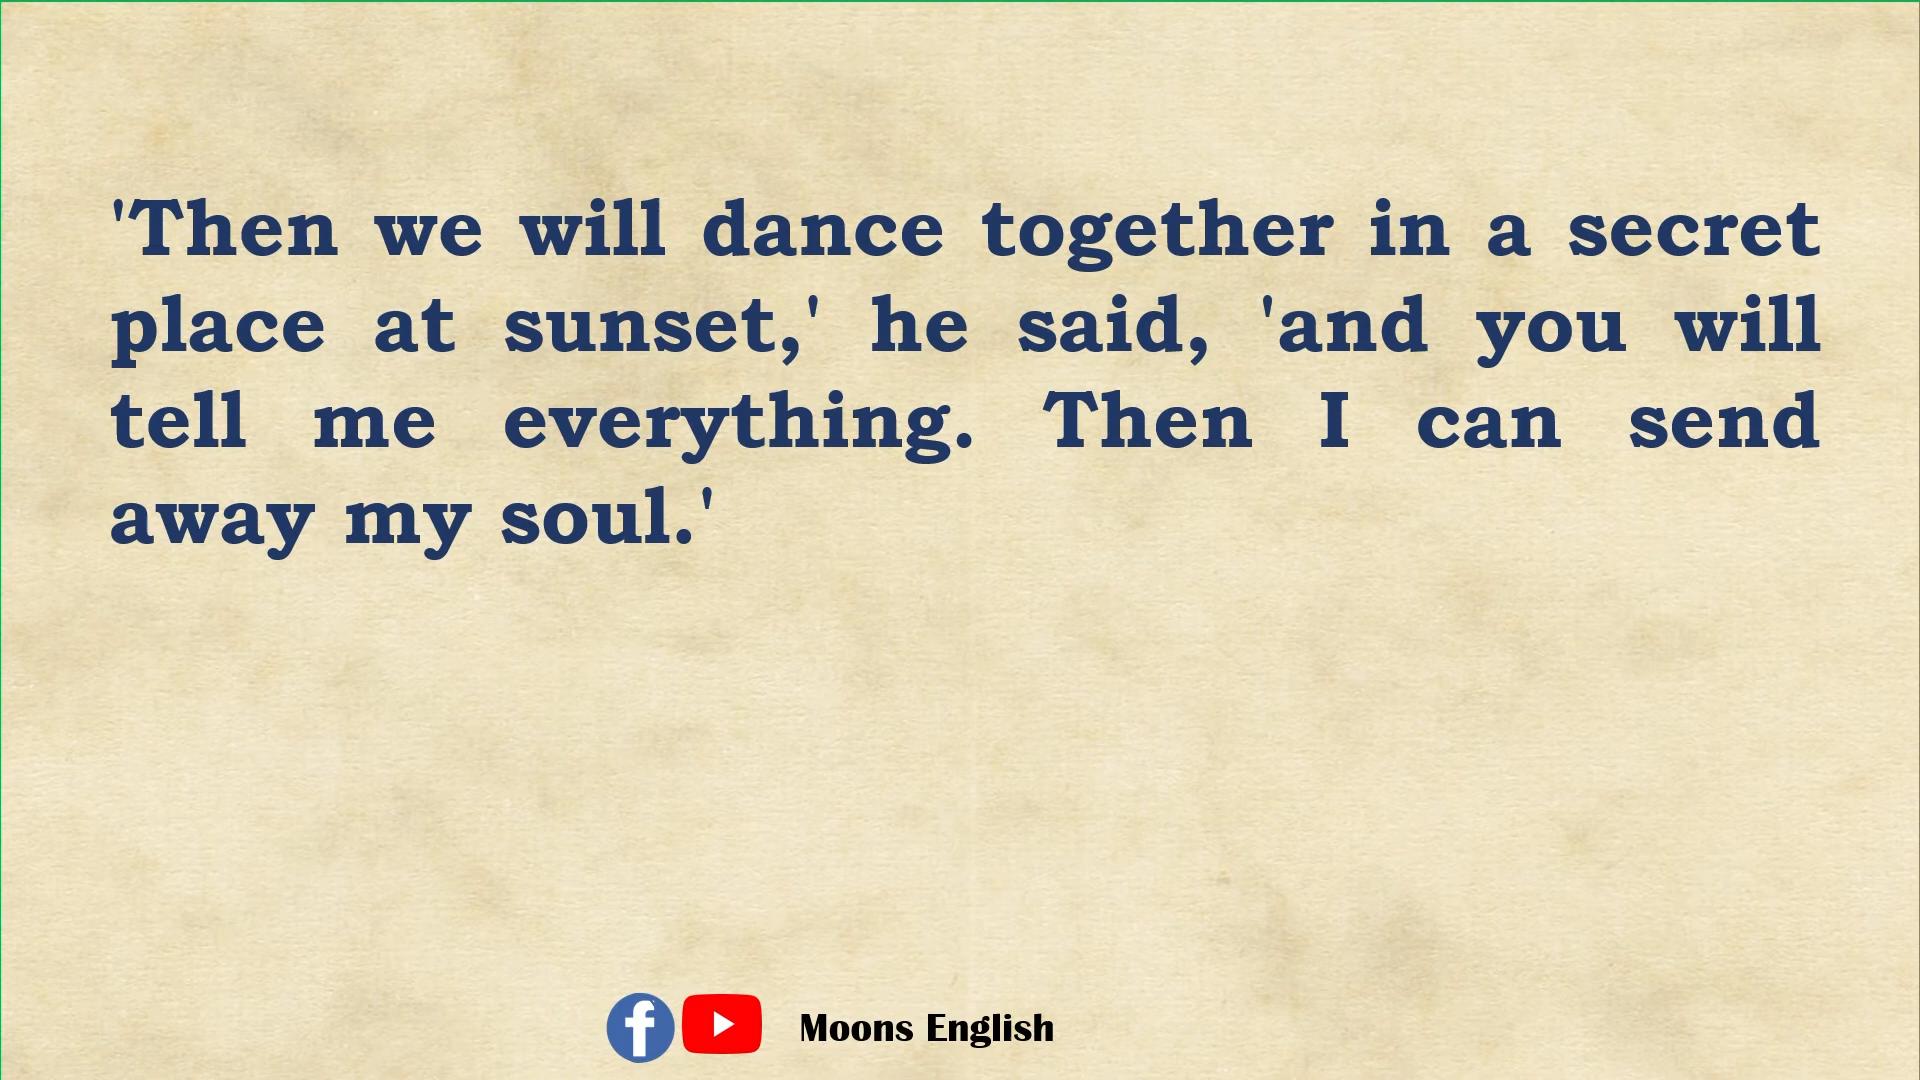 'Then we will dance together in a secret
place at sunset,' he said, 'and you will
tell me everything. Then I can send
away my soul.'
Moons English